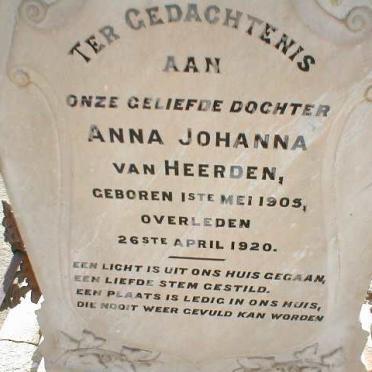 TER GEDACHTENIS
AAN
ONZE GELIEFDE DOCHTER
ANNA JOHANNA
VAN HEERDEN,
GEBOREN 1STE MEI 1905,
OVERLEDEN
26STE APRIL 1920.
EEN LICHT IS UIT ONS HUIS GEGAAN,
EEN LIEFDE STEM GESTILD.
EEN PLAATS IS LEDIG IN ONS HUIS,
DIE NOOIT WEER GEVULD KAN WORDEN